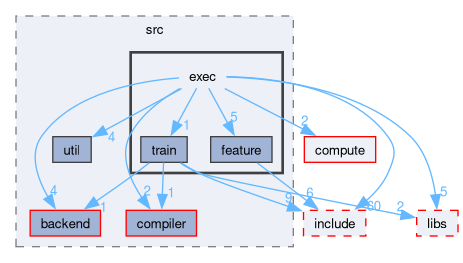 src
exec
4
1
5
2
util
train
feature
compute
4
1
2
1
9
6
60
2
5
backend
compiler
include
libs